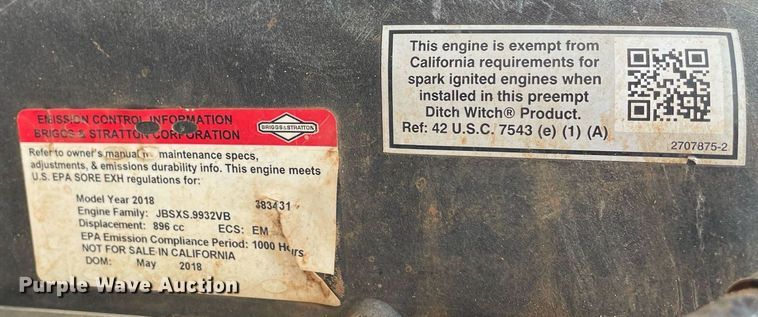 This engine is exempt from
California requirements for
spark ignited engines when
installed in this preempt
Ditch Witch® Product.
Ref: 42 U.S.C. 7543 (e) (1) (A)
2707875-2
EMISSION CONTROL INFORMATION
BRIGGS & STRATTON CORPORATION
BRIGGS & STRATTON
Refer to owner's manual maintenance specs,
adjustments, & emissions durability info. This engine meets
U.S. EPA SORE EXH regulations for:
Model Year 2018 383431
Engine Family: JBSXS.9932VB
Displacement: 896 cc ECS: EM
EPA Emission Compliance Period: 1000 Hours
NOT FOR SALE IN CALIFORNIA
DOM: May 2018
Purple Wave Auction